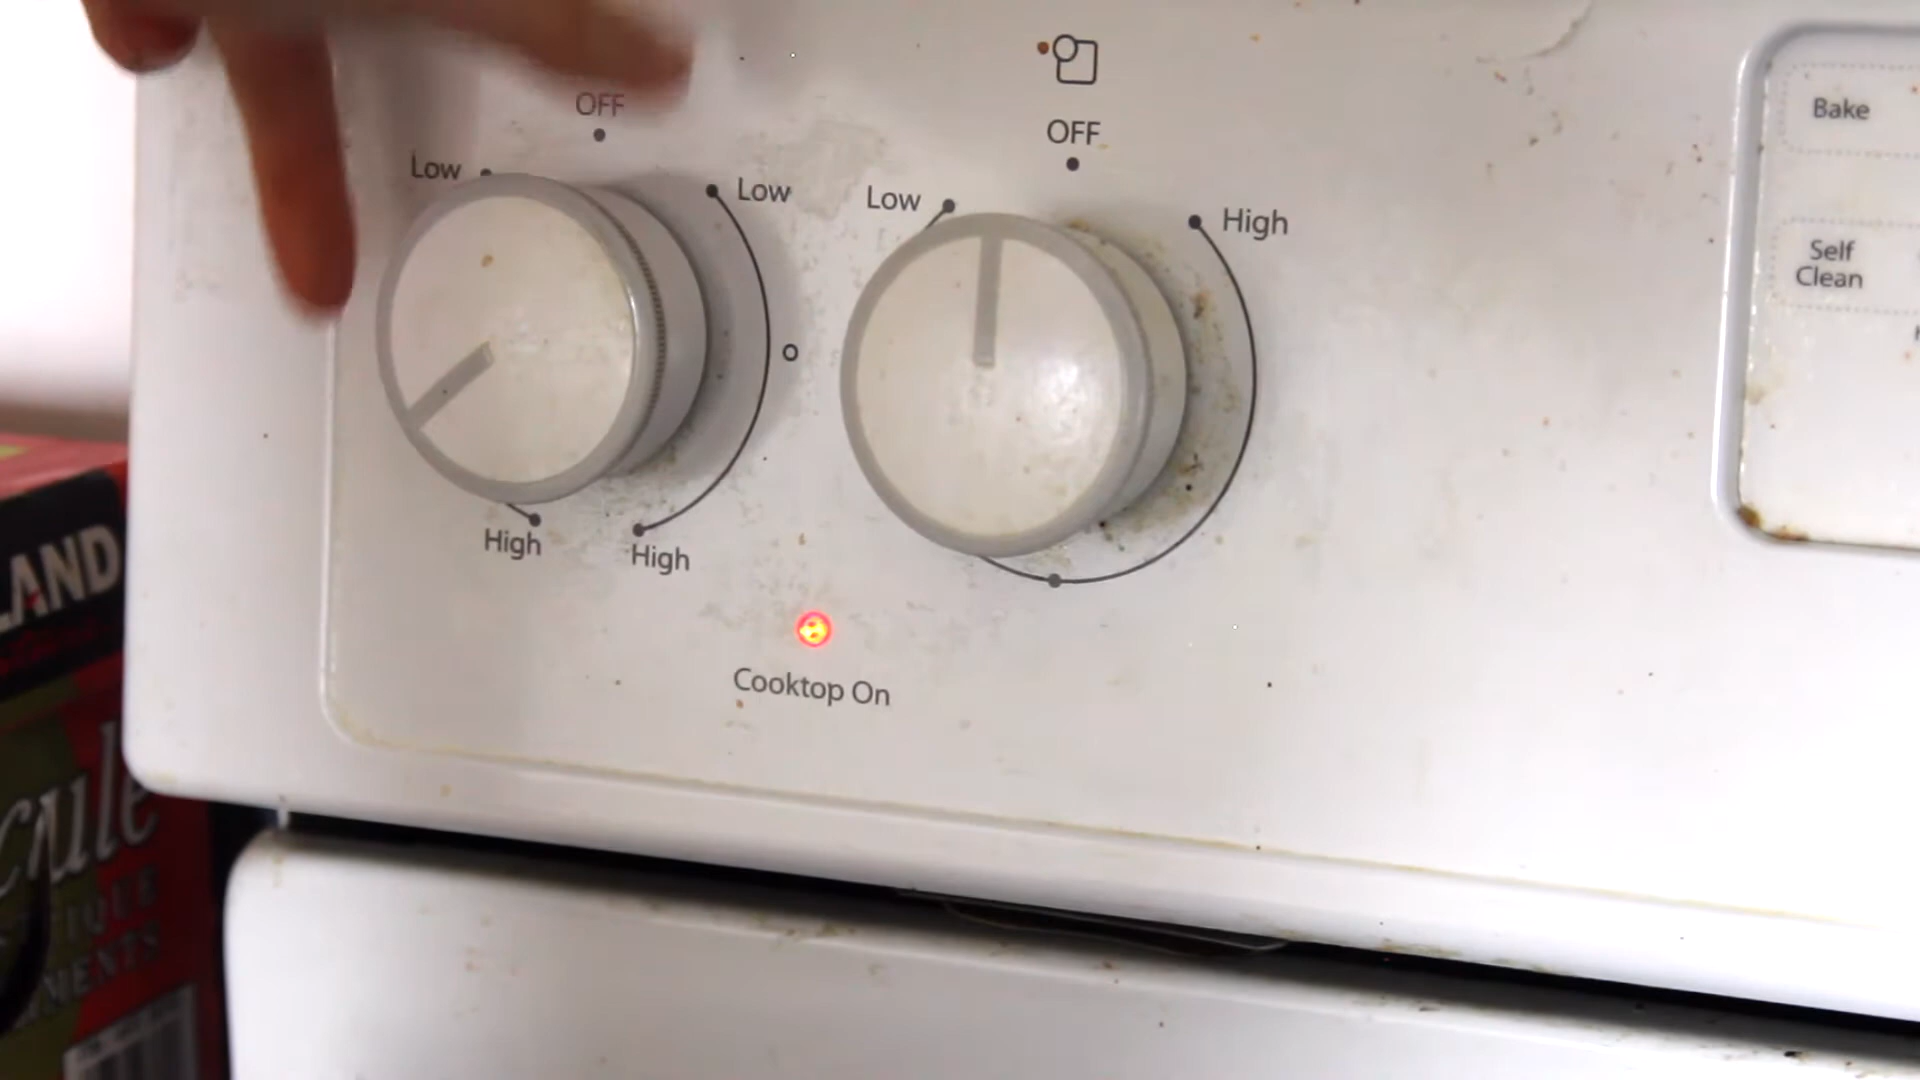 OFF
Low
Low
High
High
OFF
Low
High
Cooktop On
Bake
Self
Clean
LAND